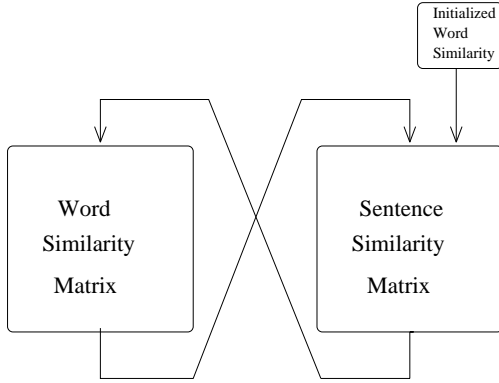 Initialized
Word
Similarity
Word
Similarity
Matrix
Sentence
Similarity
Matrix